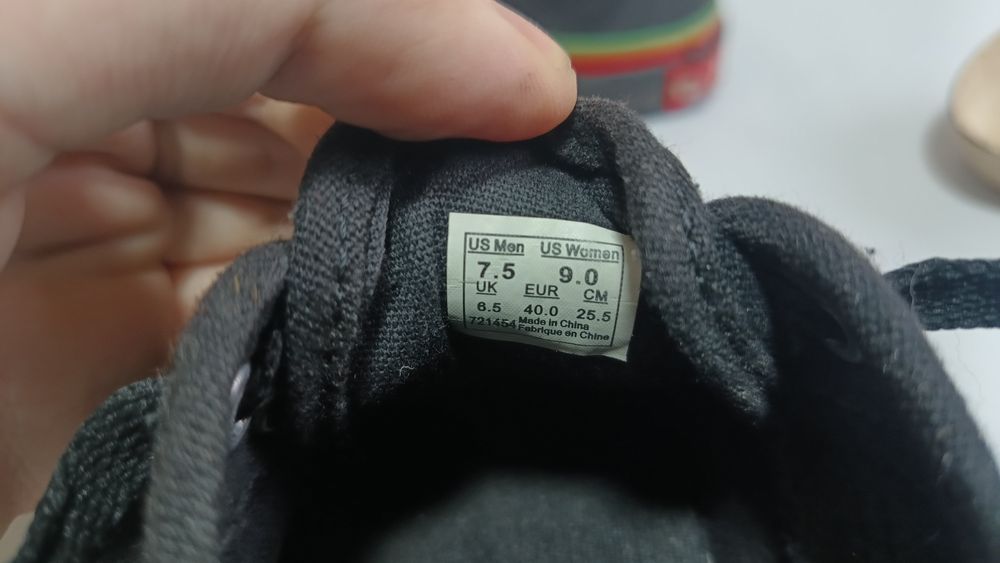 US Men US Women
7.5 9.0
UK EUR CM
6.5 40.0 25.5
721454 Made in China
Fabrique en Chine